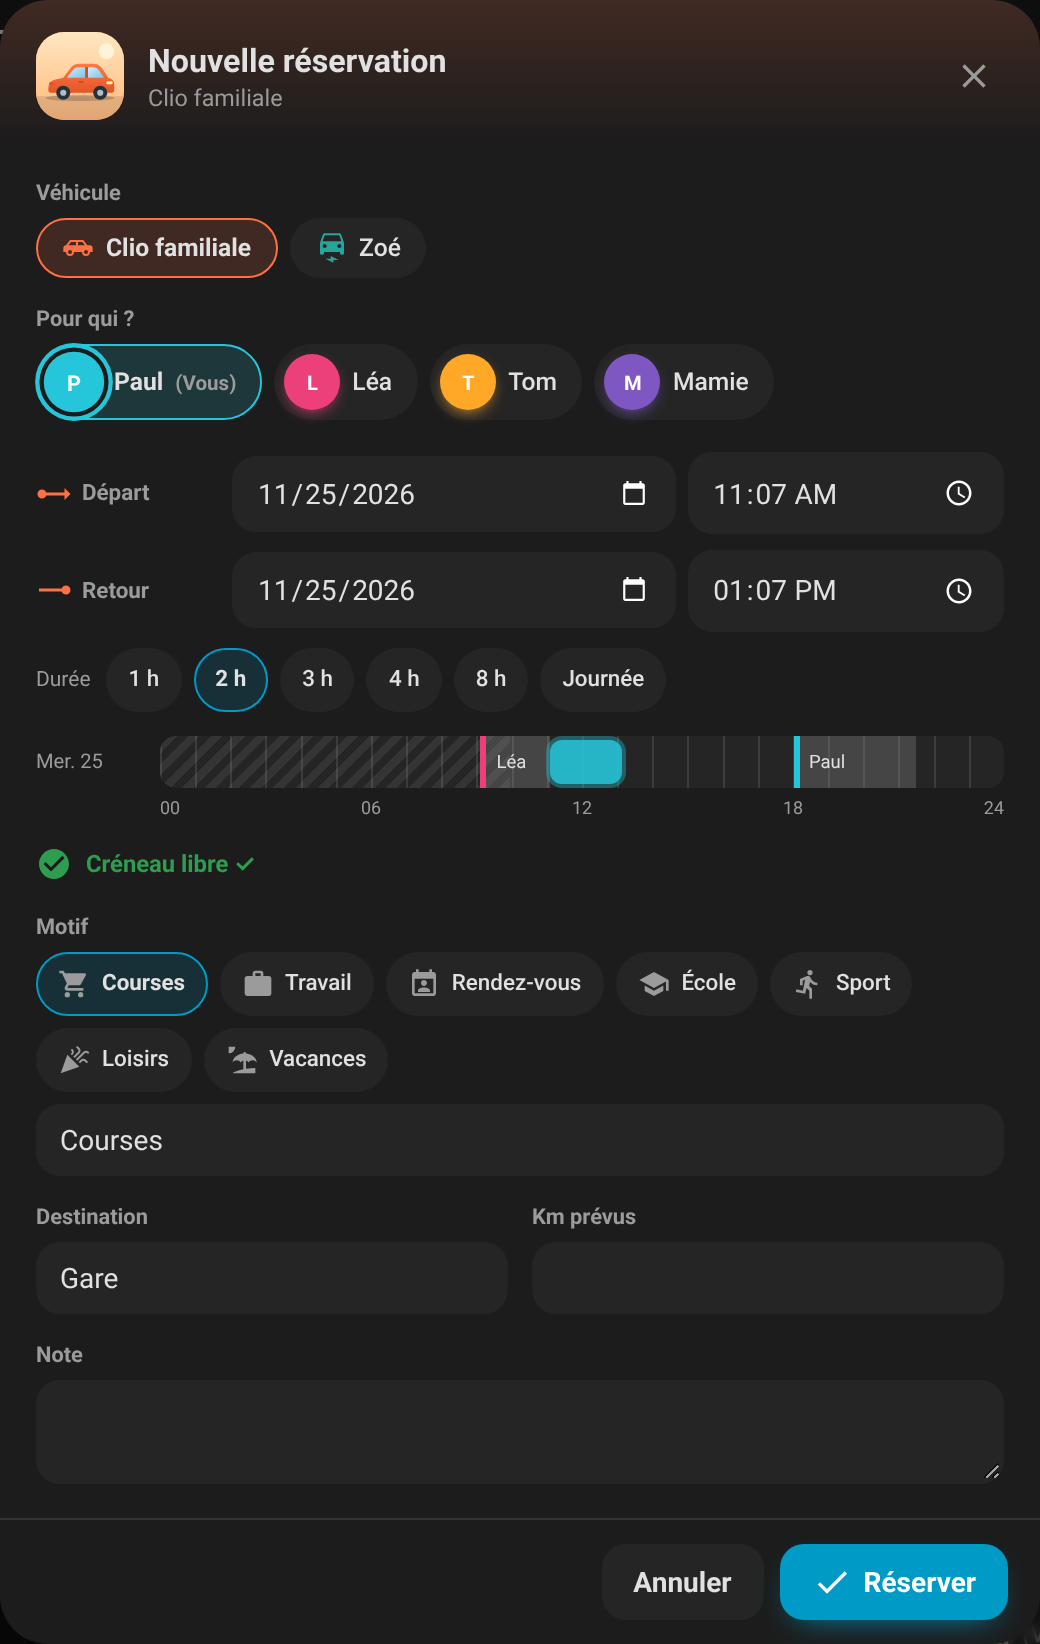 Nouvelle réservation
Clio familiale
Véhicule
Clio familiale
Zoé
Pour qui ?
P Paul (Vous)
L Léa
T Tom
M Mamie
Départ
11/25/2026
11:07 AM
Retour
11/25/2026
01:07 PM
Durée 1 h 2 h 3 h 4 h 8 h Journée
Mer. 25
Léa
Paul
00 06 12 18 24
Créneau libre ✓
Motif
Courses Travail Rendez-vous École Sport
Loisirs Vacances
Courses
Destination
Km prévus
Gare
Note
Annuler
Réserver